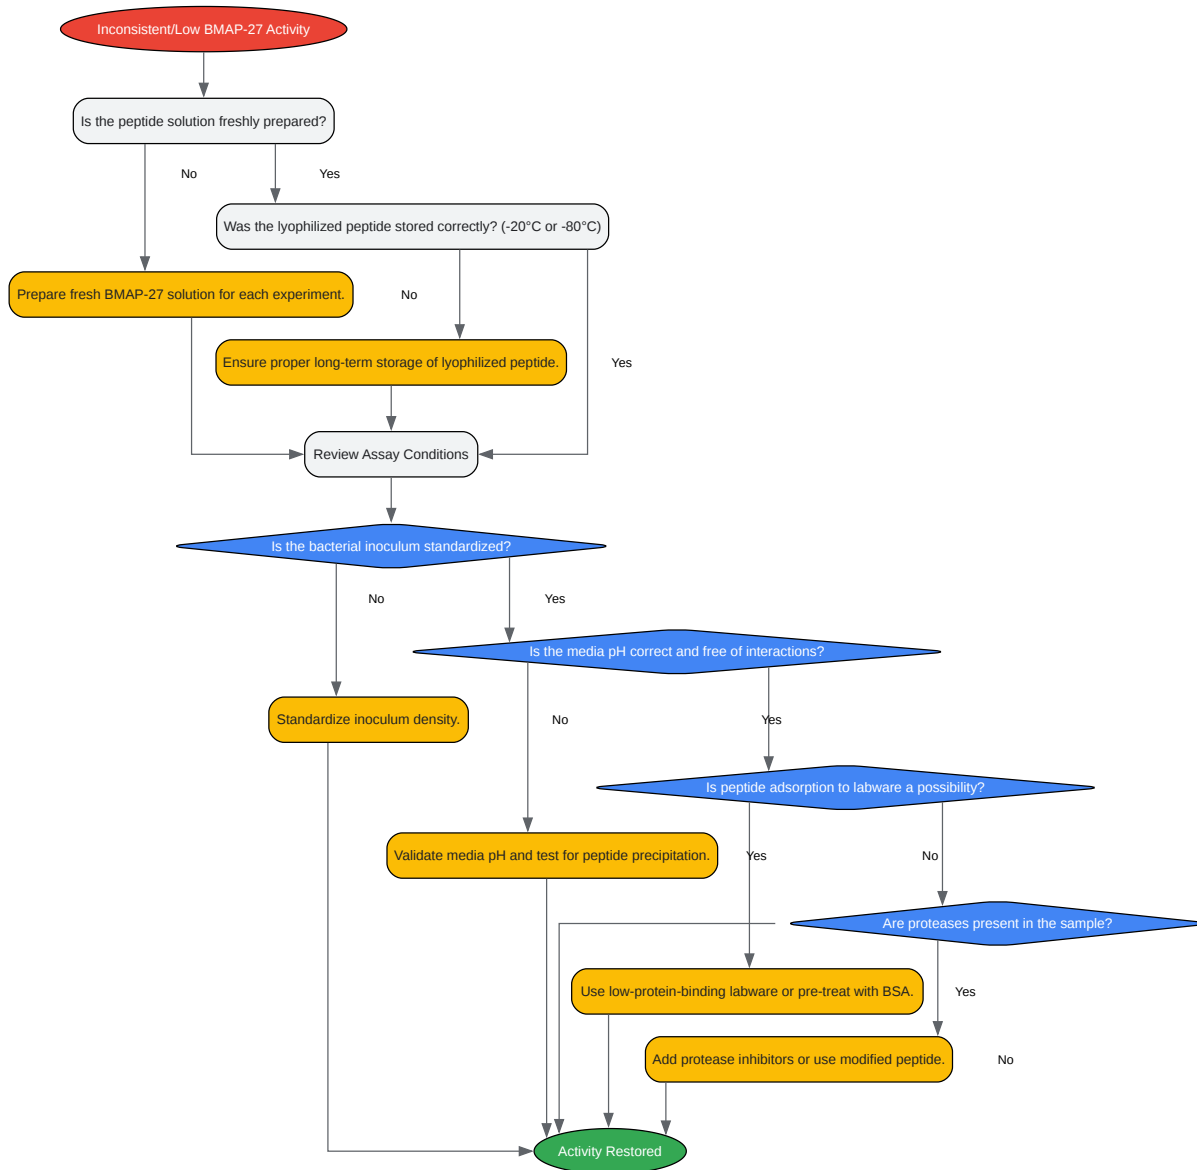 Inconsistent/Low BMAP-27 Activity
Is the peptide solution freshly prepared?
No
Yes
Was the lyophilized peptide stored correctly? (-20°C or -80°C)
Prepare fresh BMAP-27 solution for each experiment.
No
Ensure proper long-term storage of lyophilized peptide.
Yes
Review Assay Conditions
Is the bacterial inoculum standardized?
No
Yes
Is the media pH correct and free of interactions?
Standardize inoculum density.
No
Yes
Is peptide adsorption to labware a possibility?
Validate media pH and test for peptide precipitation.
Yes
No
Are proteases present in the sample?
Use low-protein-binding labware or pre-treat with BSA.
Yes
Add protease inhibitors or use modified peptide.
No
Activity Restored